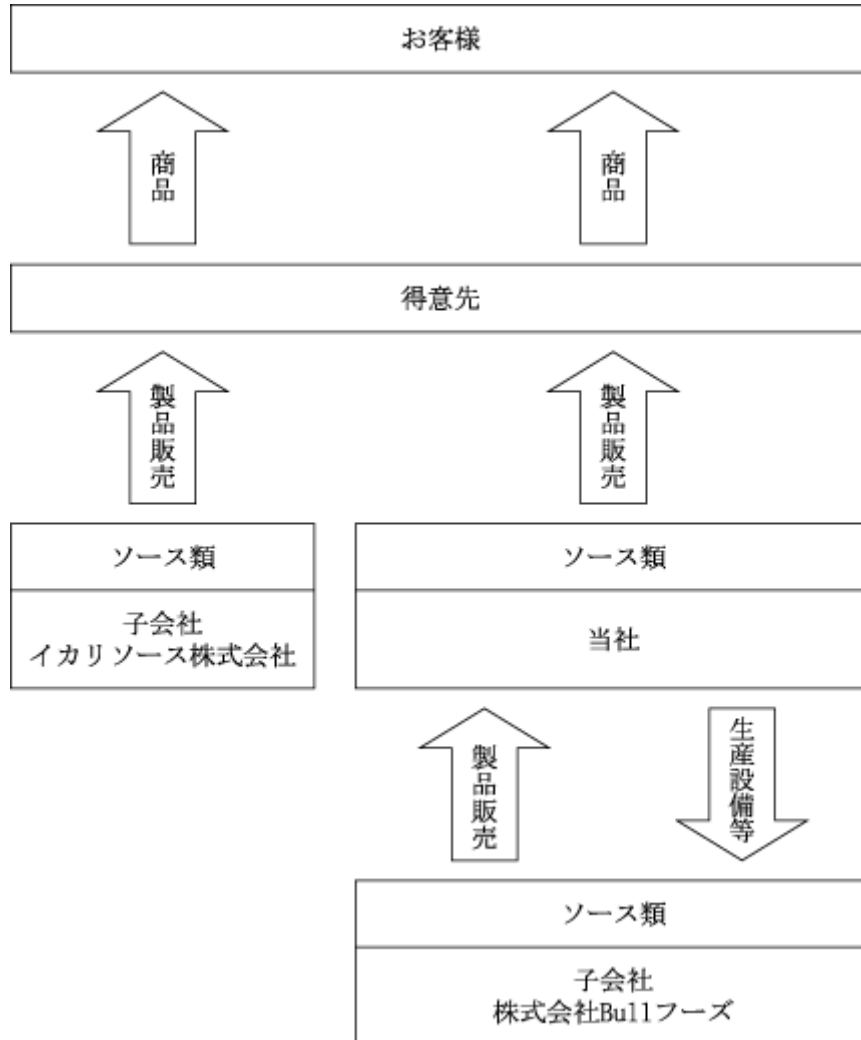 お客様
商品
商品
得意先
製品販売
製品販売
ソース類
子会社
イカリソース株式会社
ソース類
当社
製品販売
生産設備等
ソース類
子会社
株式会社Bullフーズ